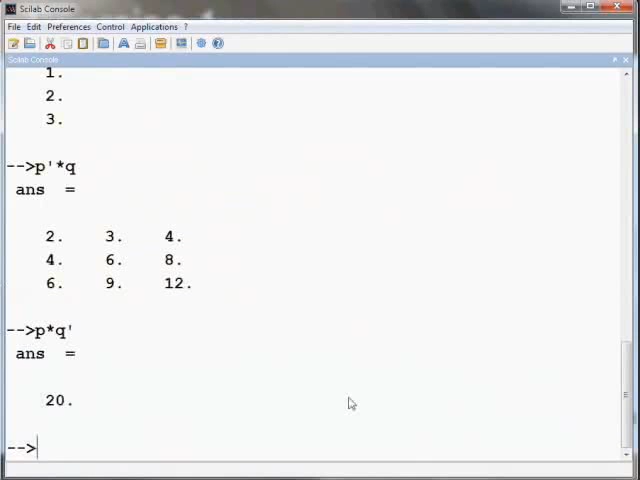 Scilab Console
File Edit Preferences Control Applications ?
Scilab Console
1.
2.
3.
-->p'*q
ans =
2. 3. 4.
4. 6. 8.
6. 9. 12.
-->p*q'
ans =
20.
-->